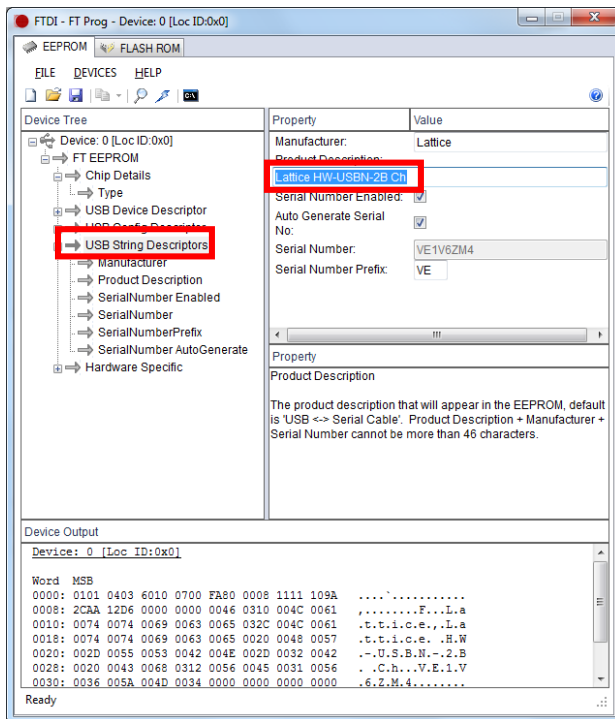 FTDI - FT Prog - Device: 0 [Loc ID:0x0]
EEPROM FLASH ROM
FILE DEVICES HELP
Device Tree
Device: 0 [Loc ID:0x0]
FT EEPROM
Chip Details
Type
USB Device Descriptor
USB Config Descriptor
USB String Descriptors
Manufacturer
Product Description
SerialNumber Enabled
SerialNumber
SerialNumberPrefix
SerialNumber AutoGenerate
Hardware Specific
Property Value
Manufacturer: Lattice
Product Description:
Lattice HW-USBN-2B Ch
Serial Number Enabled:
Auto Generate Serial
No:
Serial Number: VE1V6ZM4
Serial Number Prefix: VE
Property
Product Description
The product description that will appear in the EEPROM, default
is 'USB <-> Serial Cable'. Product Description + Manufacturer +
Serial Number cannot be more than 46 characters.
Device Output
Device: 0 [Loc ID:0x0]
Word MSB
0000: 0101 0403 6010 0700 FA80 0008 1111 109A ....`...........
0008: 2CAA 12D6 0000 0000 0046 0310 004C 0061 ,........F...L.a
0010: 0074 0074 0069 0063 0065 032C 004C 0061 .t.t.i.c.e.,.L.a
0018: 0074 0074 0069 0063 0065 0020 0048 0057 .t.t.i.c.e. .H.W
0020: 002D 0055 0053 0042 004E 002D 0032 0042 .-.U.S.B.N.-.2.B
0028: 0020 0043 0068 0312 0056 0045 0031 0056 . .C.h...V.E.1.V
0030: 0036 005A 004D 0034 0000 0000 0000 0000 .6.Z.M.4........
Ready